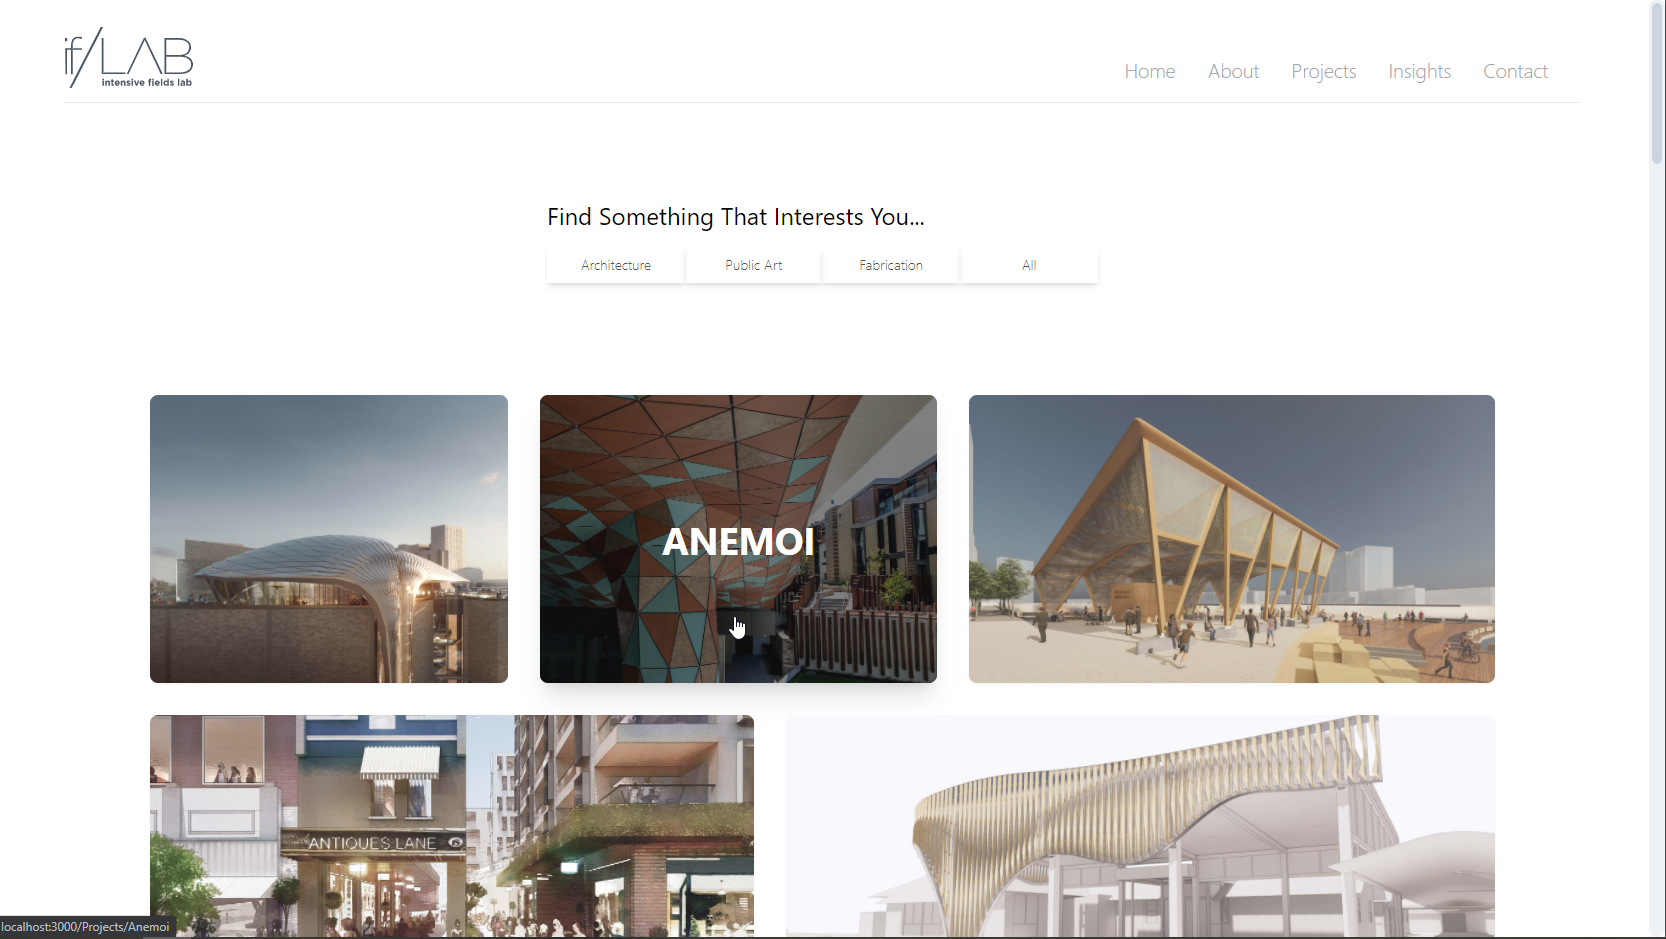 if/LAB
intensive fields lab
Home About Projects Insights Contact
Find Something That Interests You...
Architecture Public Art Fabrication All
ANEMOI
ANTIQUES LANE
localhost:3000/Projects/Anemoi